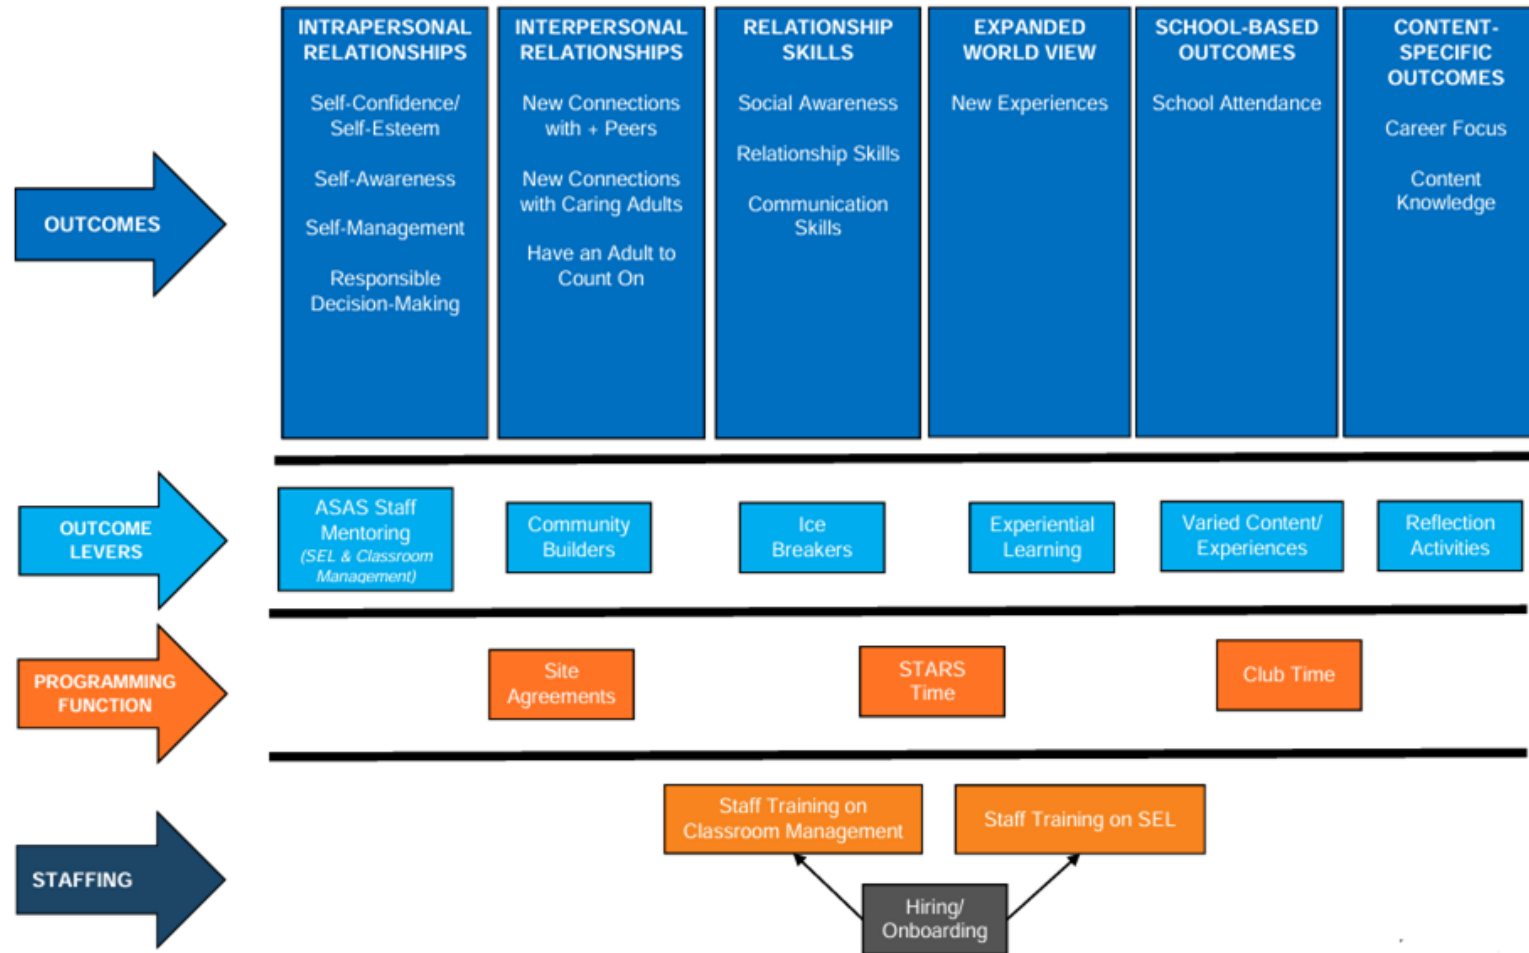 INTRAPERSONAL
RELATIONSHIPS
Self-Confidence/
Self-Esteem
Self-Awareness
Self-Management
Responsible
Decision-Making
INTERPERSONAL
RELATIONSHIPS
New Connections
with + Peers
New Connections
with Caring Adults
Have an Adult to
Count On
RELATIONSHIP
SKILLS
Social Awareness
Relationship Skills
Communication
Skills
EXPANDED
WORLD VIEW
New Experiences
SCHOOL-BASED
OUTCOMES
School Attendance
CONTENT-
SPECIFIC
OUTCOMES
Career Focus
Content
Knowledge
OUTCOMES
OUTCOME
LEVERS
ASAS Staff
Mentoring
(SEL & Classroom
Management)
Community
Builders
Ice
Breakers
Experiential
Learning
Varied Content/
Experiences
Reflection
Activities
PROGRAMMING
FUNCTION
Site
Agreements
STARS
Time
Club Time
STAFFING
Staff Training on
Classroom Management
Staff Training on SEL
Hiring/
Onboarding